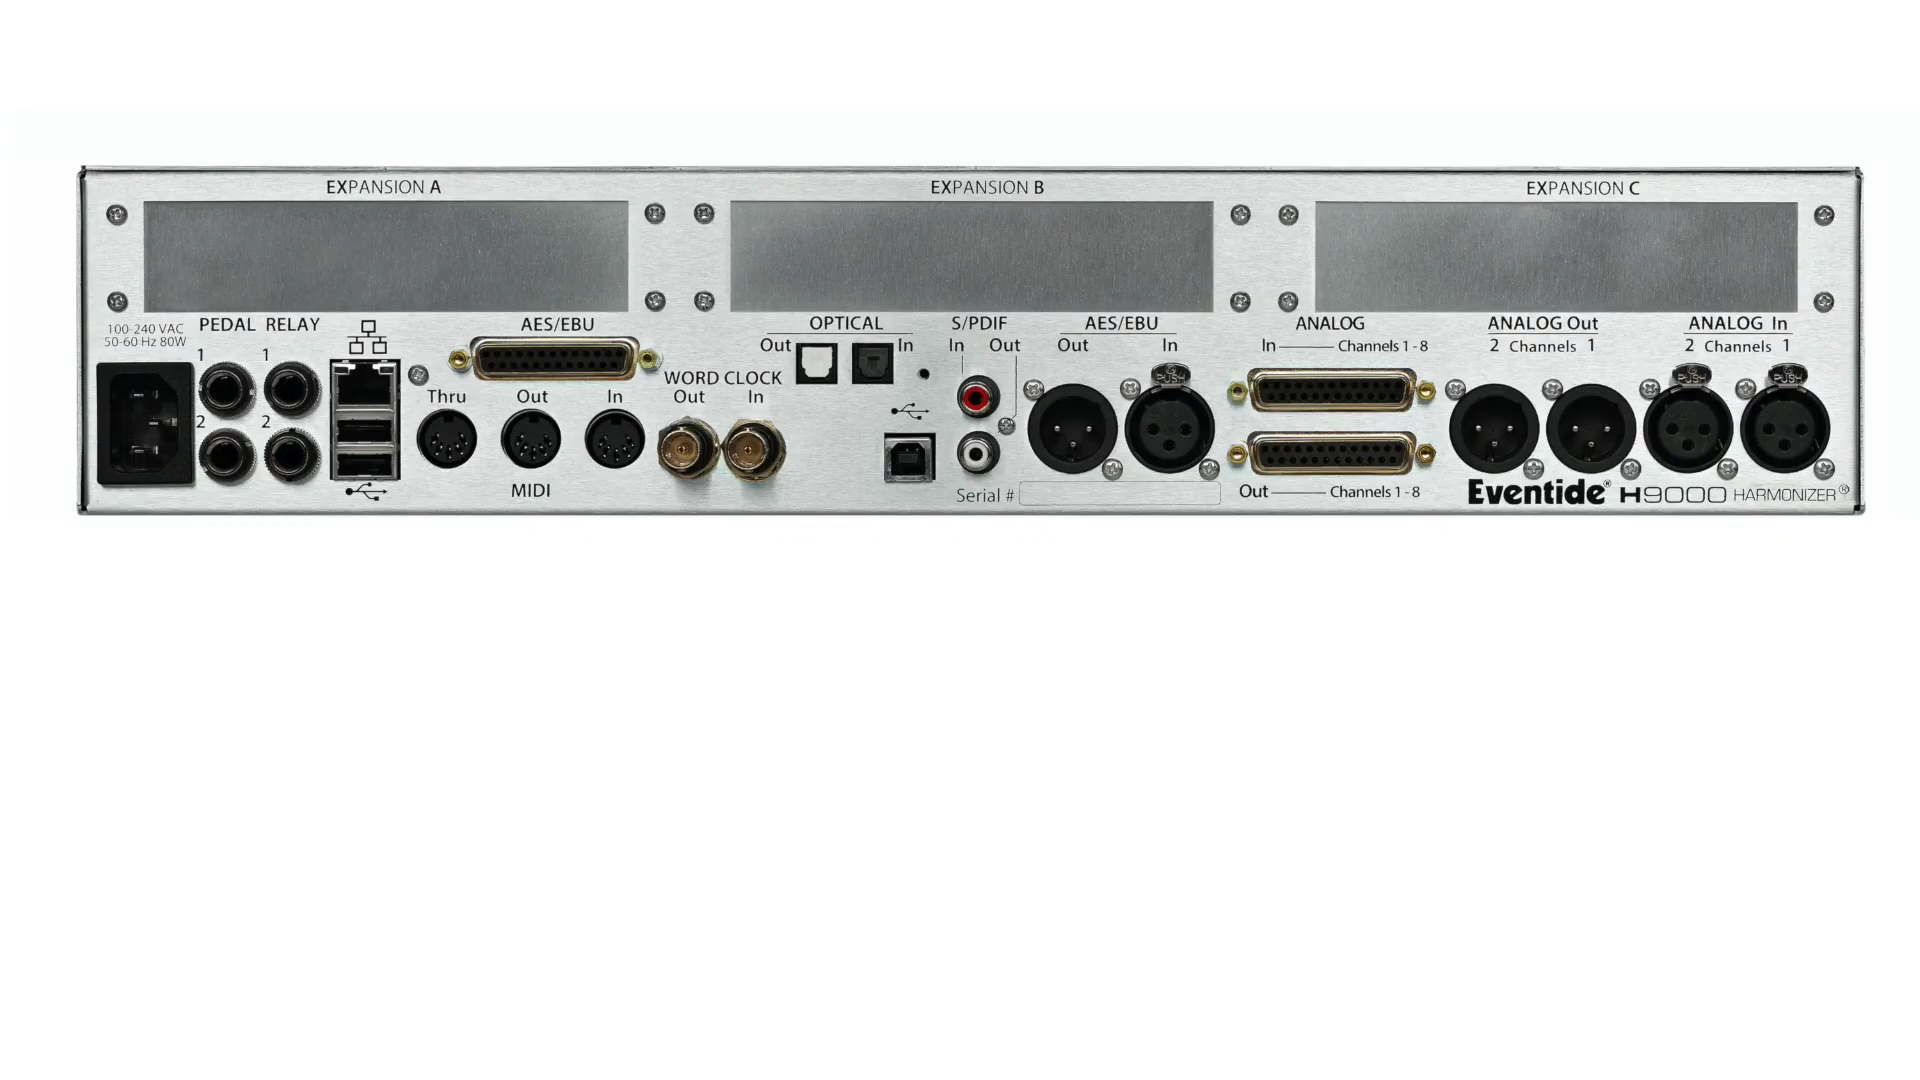 EXPANSION A
EXPANSION B
EXPANSION C
100-240 VAC
50-60 Hz 80W
PEDAL
1
2
RELAY
1
2
AES/EBU
Thru
Out
In
MIDI
WORD CLOCK
Out
In
OPTICAL
Out
In
S/PDIF
In
Out
AES/EBU
Out
In
PUSH
Serial #
ANALOG
In
Channels 1 - 8
Out
Channels 1 - 8
ANALOG Out
2 Channels 1
ANALOG In
2 Channels 1
PUSH
PUSH
Eventide® H9000 HARMONIZER®